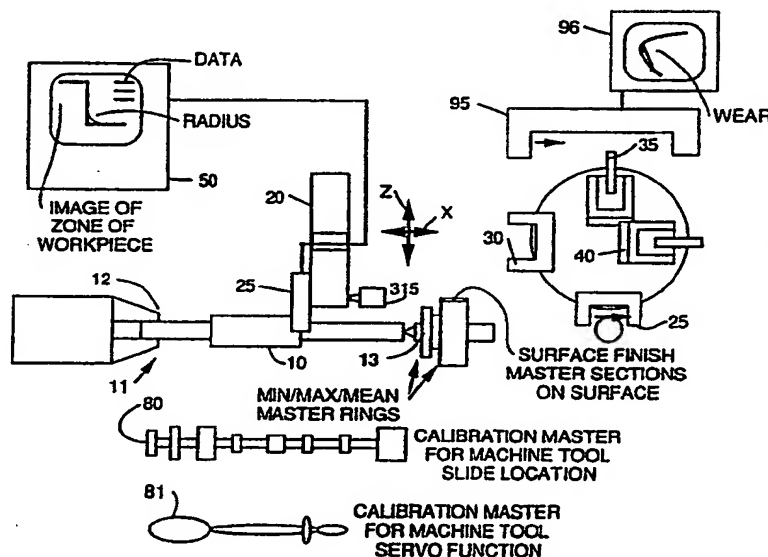 DATA
RADIUS
50
IMAGE OF
ZONE OF
WORKPIECE
20
Z
X
96
WEAR
95
35
30
40
25
12
25
315
10
13
11
MIN/MAX/MEAN
MASTER RINGS
SURFACE FINISH
MASTER SECTIONS
ON SURFACE
80
CALIBRATION MASTER
FOR MACHINE TOOL
SLIDE LOCATION
81
CALIBRATION MASTER
FOR MACHINE TOOL
SERVO FUNCTION